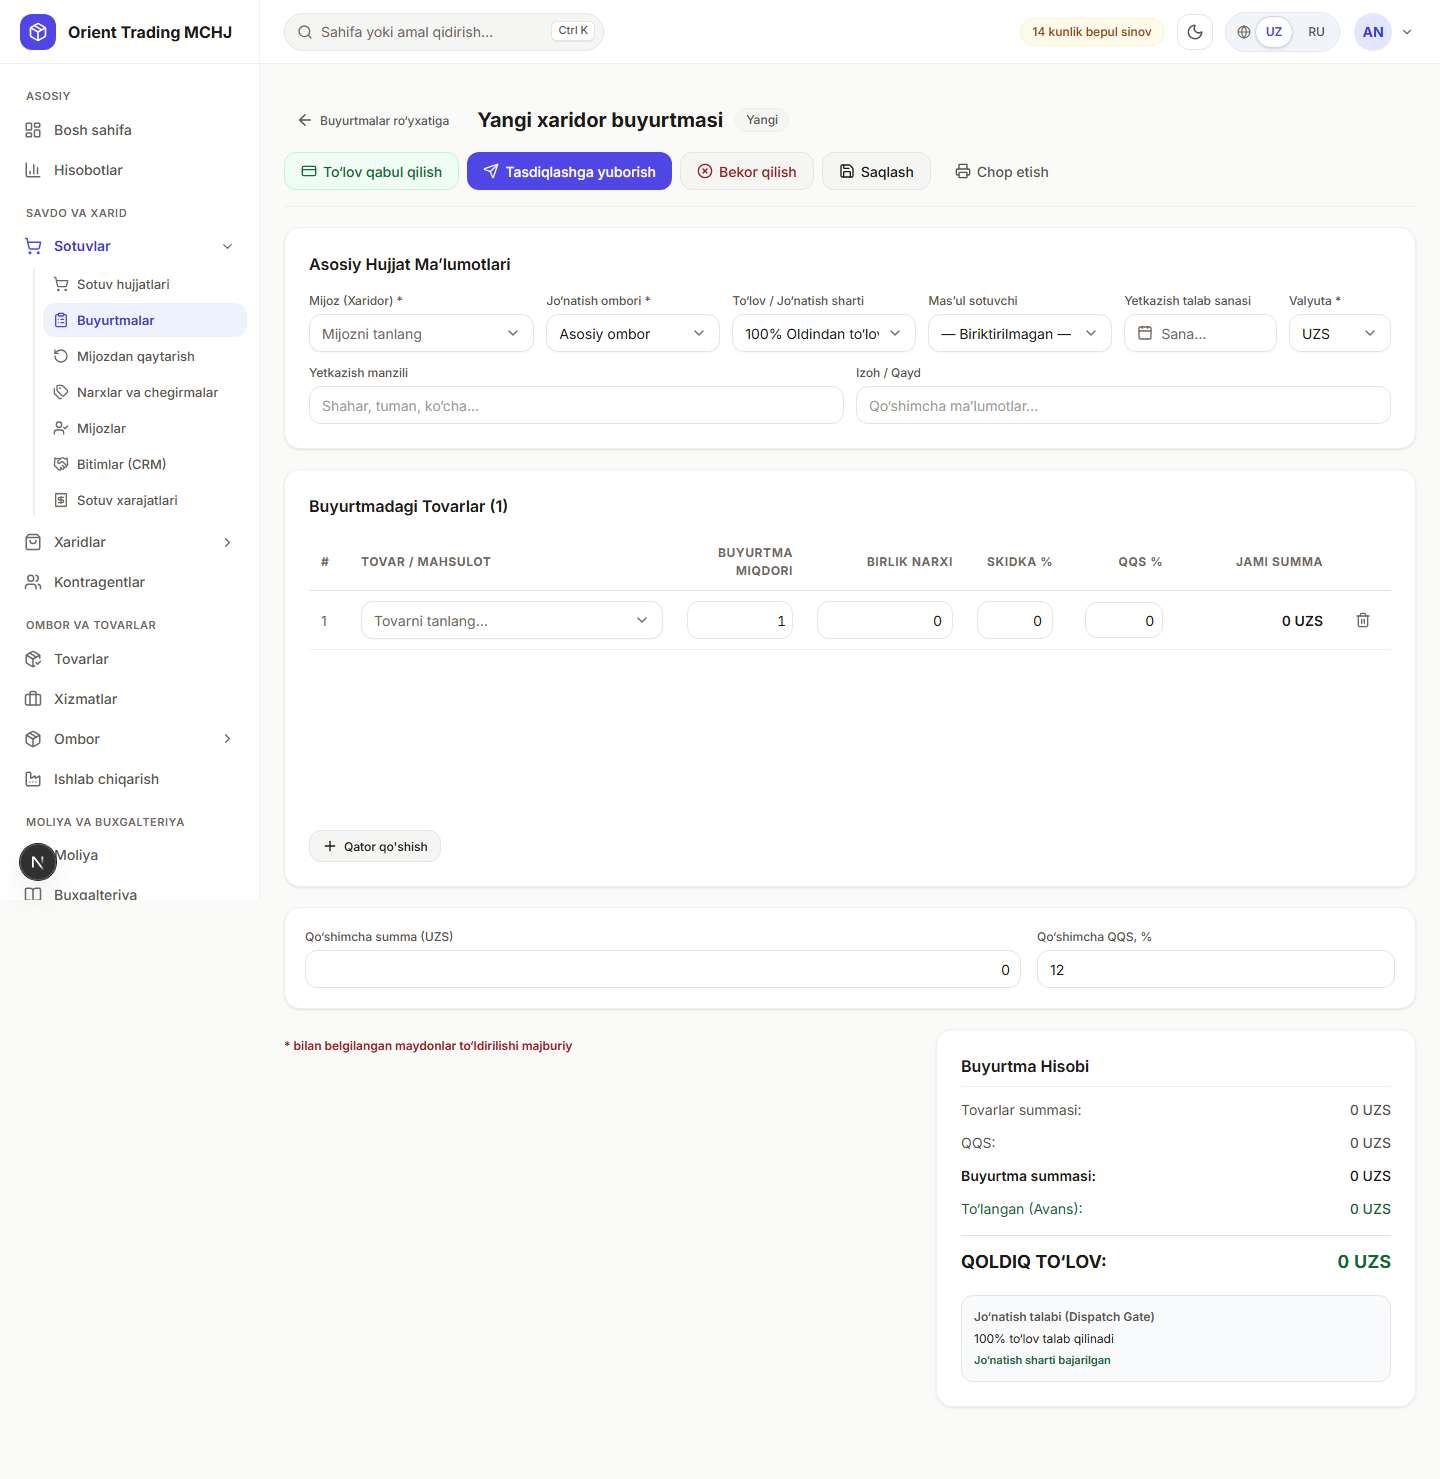 Orient Trading MCHJ
Sahifa yoki amal qidirish...
Ctrl K
14 kunlik bepul sinov
UZ
RU
AN
ASOSIY
Bosh sahifa
Hisobotlar
SAVDO VA XARID
Sotuvlar
Sotuv hujjatlari
Buyurtmalar
Mijozdan qaytarish
Narxlar va chegirmalar
Mijozlar
Bitimlar (CRM)
Sotuv xarajatlari
Xaridlar
Kontragentlar
OMBOR VA TOVARLAR
Tovarlar
Xizmatlar
Ombor
Ishlab chiqarish
MOLIYA VA BUXGALTERIYA
Moliya
N
Buxgalteriya
Buyurtmalar ro‘yxatiga
Yangi xaridor buyurtmasi
Yangi
To‘lov qabul qilish
Tasdiqlashga yuborish
Bekor qilish
Saqlash
Chop etish
Asosiy Hujjat Ma’lumotlari
Mijoz (Xaridor) *
Jo‘natish ombori *
To‘lov / Jo‘natish sharti
Mas’ul sotuvchi
Yetkazish talab sanasi
Valyuta *
Mijozni tanlang
Asosiy ombor
100% Oldindan to‘lov
— Biriktirilmagan —
Sana...
UZS
Yetkazish manzili
Izoh / Qayd
Shahar, tuman, ko‘cha...
Qo‘shimcha ma’lumotlar...
Buyurtmadagi Tovarlar (1)
#
TOVAR / MAHSULOT
BUYURTMA MIQDORI
BIRLIK NARXI
SKIDKA %
QQS %
JAMI SUMMA
1
Tovarni tanlang...
1
0
0
0
0 UZS
Qator qo'shish
Qo‘shimcha summa (UZS)
Qo‘shimcha QQS, %
0
12
* bilan belgilangan maydonlar to‘ldirilishi majburiy
Buyurtma Hisobi
Tovarlar summasi:
0 UZS
QQS:
0 UZS
Buyurtma summasi:
0 UZS
To‘langan (Avans):
0 UZS
QOLDIQ TO‘LOV:
0 UZS
Jo‘natish talabi (Dispatch Gate)
100% to‘lov talab qilinadi
Jo‘natish sharti bajarilgan